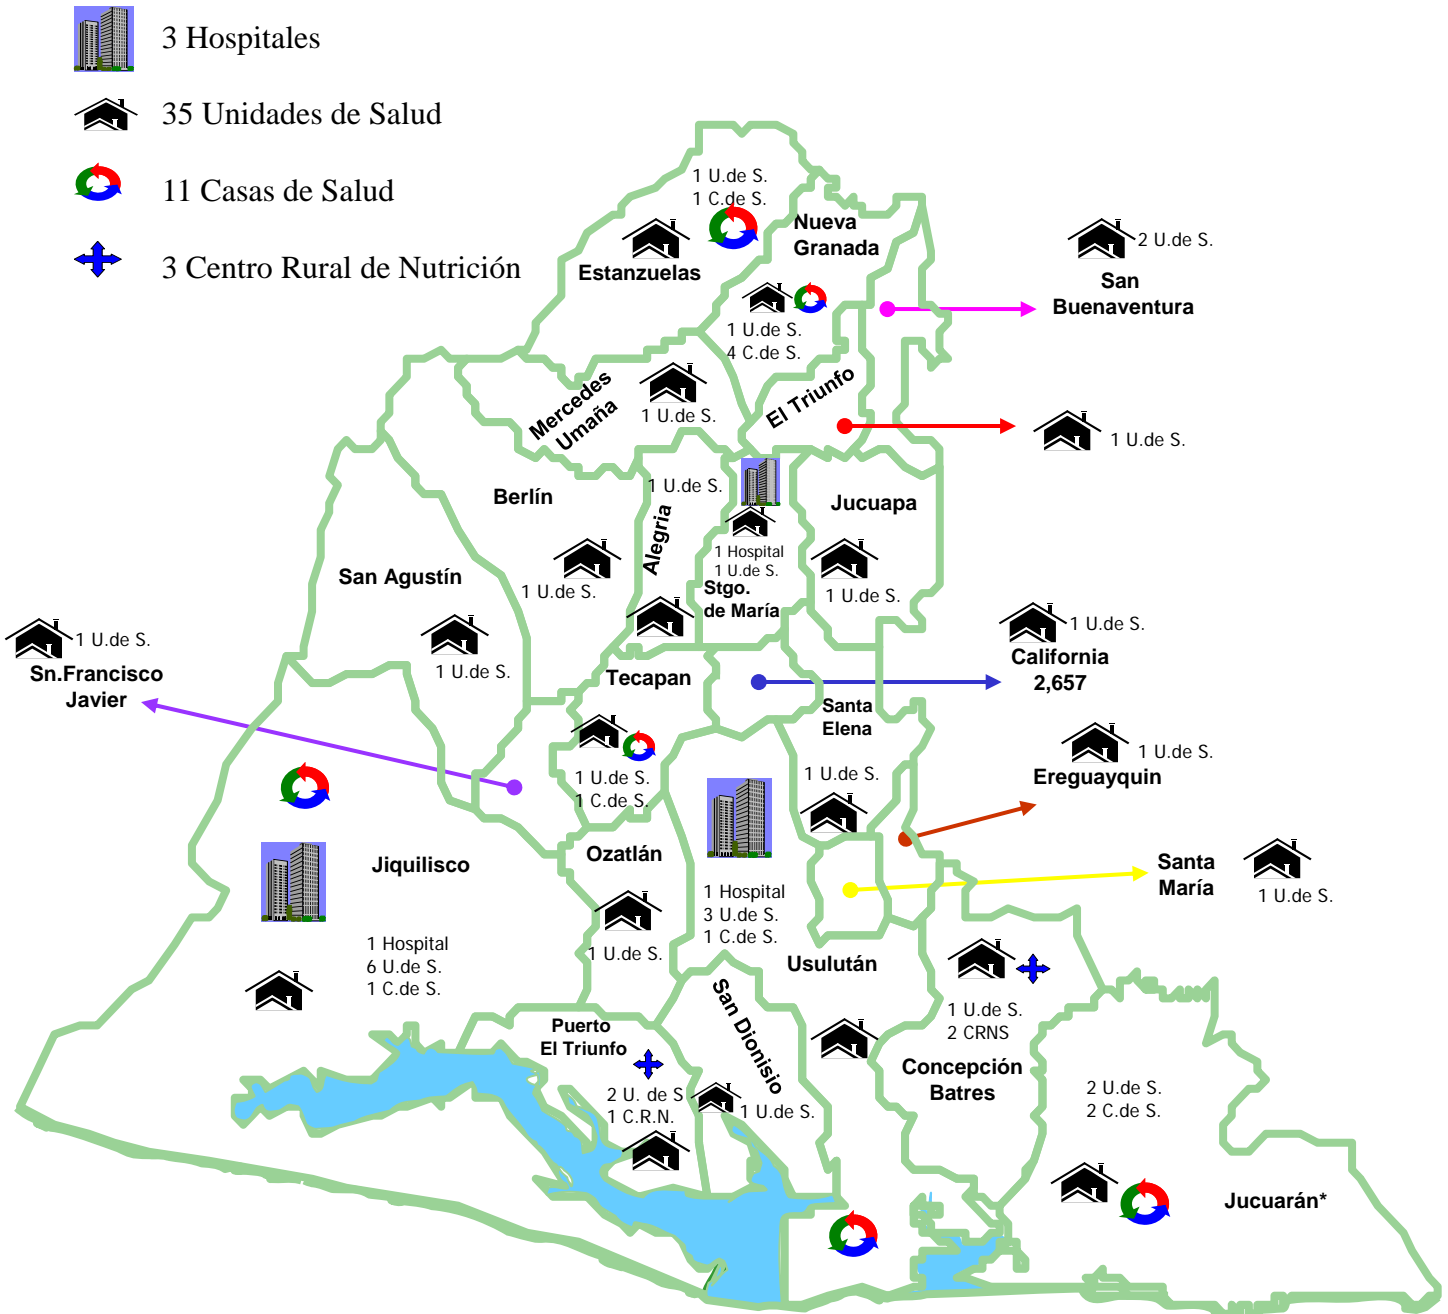 3 Hospitales
35 Unidades de Salud
11 Casas de Salud
3 Centro Rural de Nutrición
1 U.de S.
1 C.de S.
Estanzuelas
Nueva
Granada
1 U.de S.
4 C.de S.
2 U.de S.
San
Buenaventura
Mercedes
Umaña
1 U.de S.
El Triunfo
1 U.de S.
Berlín
1 U.de S.
Alegria
1 U.de S.
1 Hospital
1 U.de S.
Stgo.
de María
Jucuapa
1 U.de S.
San Agustín
1 U.de S.
1 U.de S.
Sn.Francisco
Javier
Tecapan
1 U.de S.
1 C.de S.
1 U.de S.
California
2,657
Santa
Elena
1 U.de S.
1 U.de S.
Ereguayquin
Santa
María
1 U.de S.
Jiquilisco
1 Hospital
6 U.de S.
1 C.de S.
Ozatlán
1 U.de S.
1 Hospital
3 U.de S.
1 C.de S.
Usulután
1 U.de S.
2 CRNS
Concepción
Batres
Puerto
El Triunfo
2 U. de S
1 C.R.N.
San Dionisio
1 U.de S.
2 U.de S.
2 C.de S.
Jucuarán*